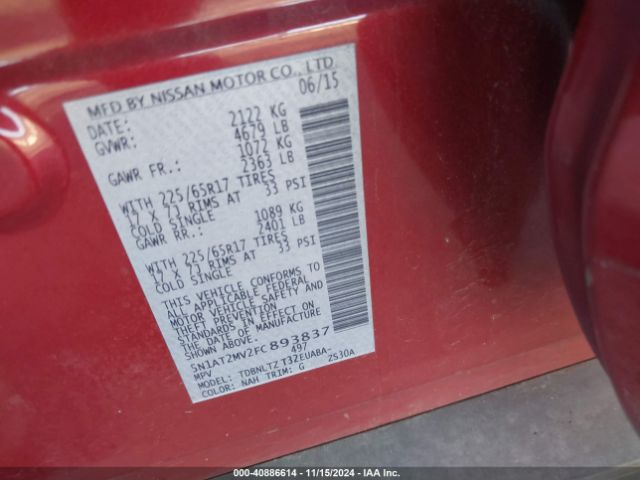 MFD BY NISSAN MOTOR CO., LTD.
DATE: 06/15
GVWR: 2122 KG
4679 LB
GAWR FR.: 1072 KG
2363 LB
WITH 225/65R17 TIRES
17 X 7J RIMS AT 33 PSI
COLD SINGLE
GAWR RR.: 1089 KG
2401 LB
WITH 225/65R17 TIRES
17 X 7J RIMS AT 33 PSI
COLD SINGLE
THIS VEHICLE CONFORMS TO
ALL APPLICABLE FEDERAL
MOTOR VEHICLE SAFETY AND
THEFT PREVENTION
STANDARDS IN EFFECT ON
THE DATE OF MANUFACTURE
SHOWN ABOVE.
5N1AT2MV2FC893837
MPV 497
MODEL: TDBNLTZT32EUABA-
COLOR: NAH TRIM: G 2S30A
000-40886614 / 11/15/2024 - IAA Inc.